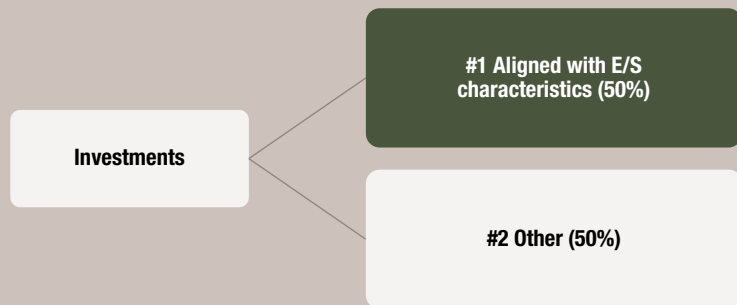 Investments
#1 Aligned with E/S
characteristics (50%)
#2 Other (50%)